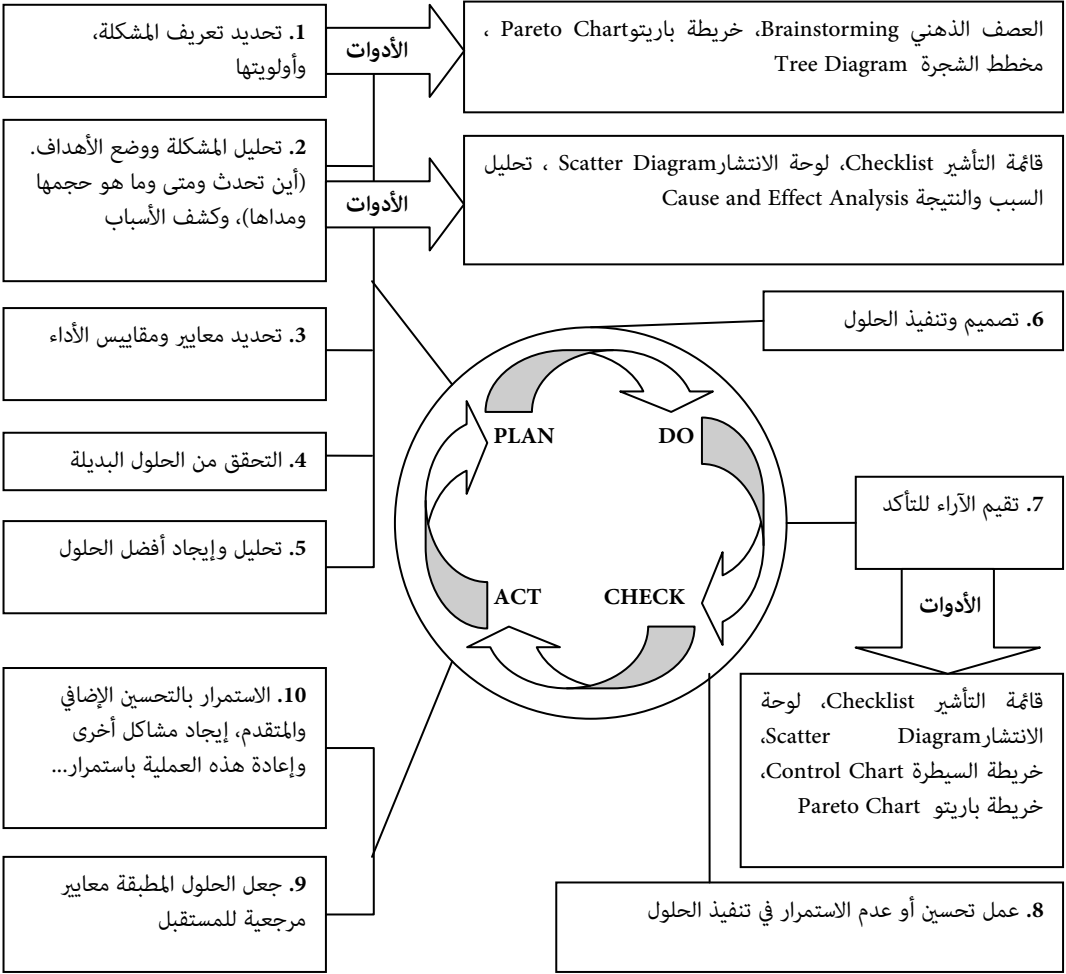 1. تحديد تعريف المشكلة،
وأولويتها
الأدوات
العصف الذهني Brainstorming، خريطة باريتوPareto Chart ،
مخطط الشجرة Tree Diagram
2. تحليل المشكلة ووضع الأهداف.
(أين تحدث ومتى وما هو حجمها
ومداها)، وكشف الأسباب
الأدوات
قائمة التأشير Checklist، لوحة الانتشارScatter Diagram ، تحليل
السبب والنتيجة Cause and Effect Analysis
3. تحديد معايير ومقاييس الأداء
4. التحقق من الحلول البديلة
5. تحليل وإيجاد أفضل الحلول
6. تصميم وتنفيذ الحلول
PLAN
DO
ACT
CHECK
7. تقيم الآراء للتأكد
الأدوات
قائمة التأشير Checklist، لوحة
الانتشارScatter Diagram،
خريطة السيطرة Control Chart،
خريطة باريتو Pareto Chart
8. عمل تحسين أو عدم الاستمرار في تنفيذ الحلول
10. الاستمرار بالتحسين الإضافي
والمتقدم، إيجاد مشاكل أخرى
وإعادة هذه العملية باستمرار...
9. جعل الحلول المطبقة معايير
مرجعية للمستقبل